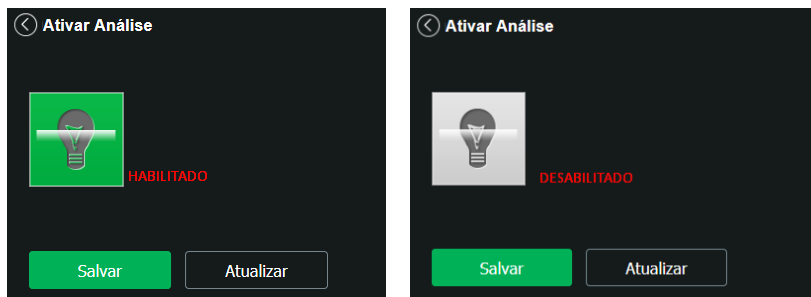 Ativar Análise
HABILITADO
Salvar
Atualizar
Ativar Análise
DESABILITADO
Salvar
Atualizar